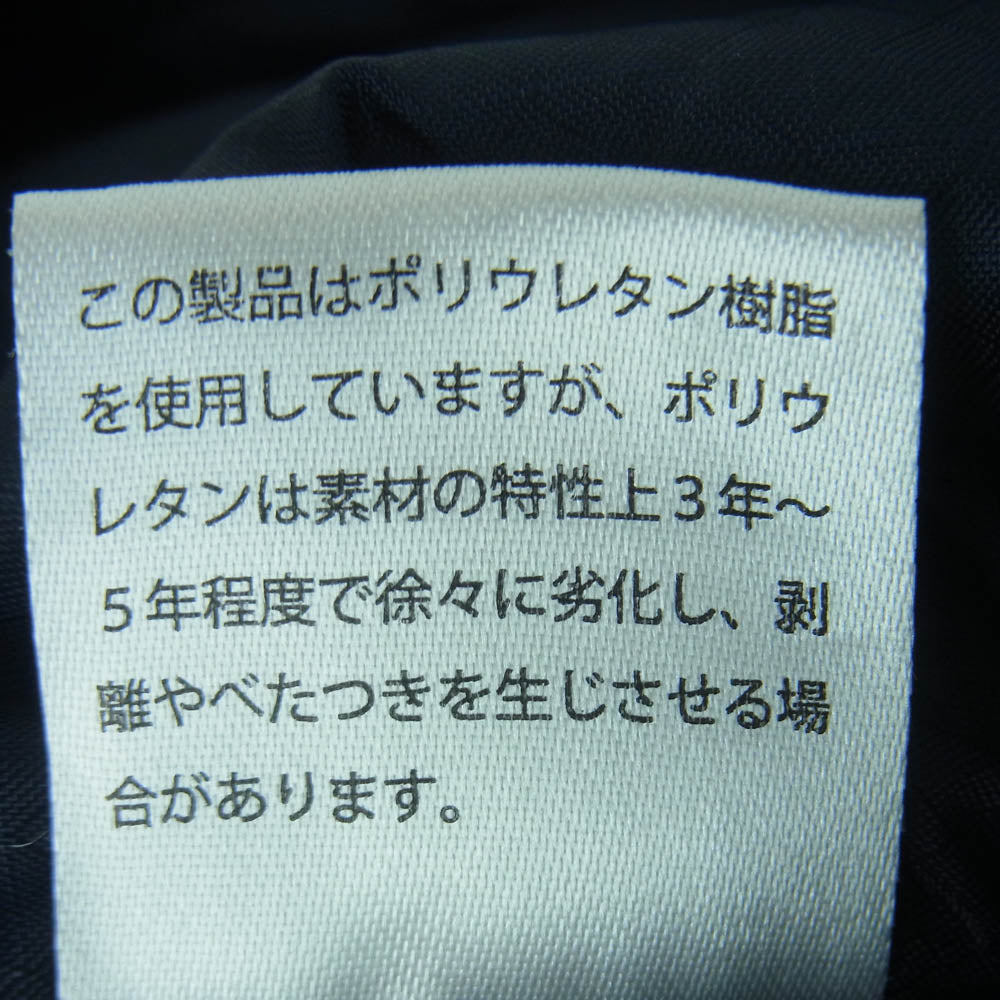 この製品はポリウレタン樹脂
を使用していますが、ポリウ
レタンは素材の特性上3年～
5年程度で徐々に劣化し、剥
離やべたつきを生じさせる場
合があります。